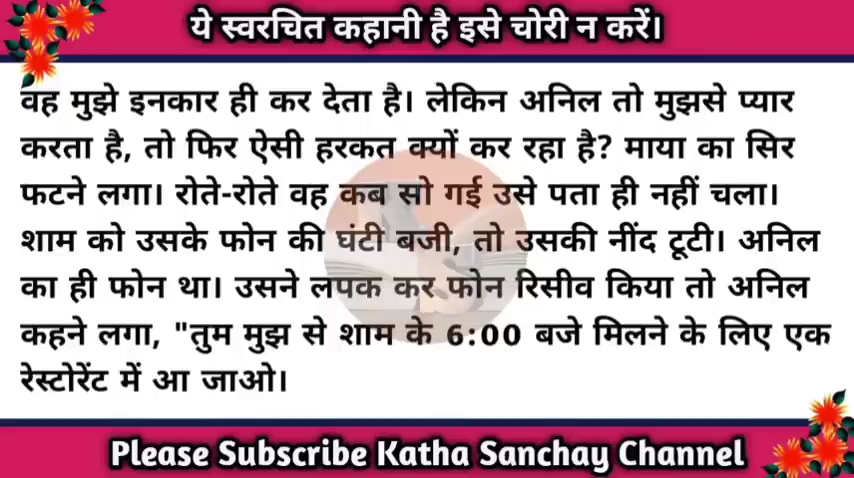 ये स्वरचित कहानी है इसे चोरी न करें।
वह मुझे इनकार ही कर देता है। लेकिन अनिल तो मुझसे प्यार
करता है, तो फिर ऐसी हरकत क्यों कर रहा है? माया का सिर
फटने लगा। रोते-रोते वह कब सो गई उसे पता ही नहीं चला।
शाम को उसके फोन की घंटी बजी, तो उसकी नींद टूटी। अनिल
का ही फोन था। उसने लपक कर फोन रिसीव किया तो अनिल
कहने लगा, "तुम मुझ से शाम के 6:00 बजे मिलने के लिए एक
रेस्टोरेंट में आ जाओ।
Please Subscribe Katha Sanchay Channel